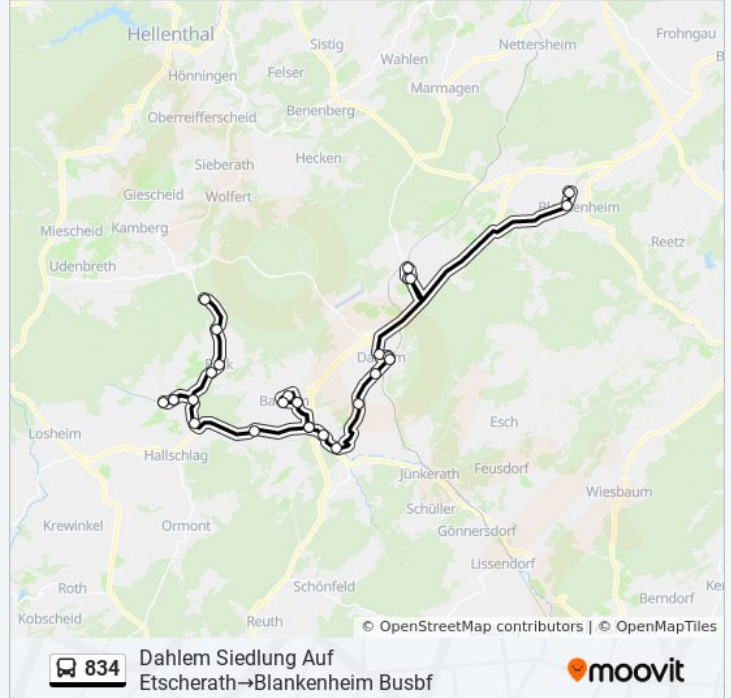 Hellenthal
Sistig
Nettersheim
Frohngau
Wahlen
Hönningen
Felser
Marmagen
Benenberg
Oberreifferscheid
Hecken
Sieberath
Giescheid
Wolfert
Kamberg
Miescheid
Reetz
Udenbreth
Losheim
Hallschlag
Esch
Jünkerath
Feusdorf
Wiesbaum
Schüller
Krewinkel
Ormont
Gönnersdorf
Lissendorf
Roth
Schönfeld
Berndorf
Kobscheid
Reuth
© OpenStreetMap contributors | © OpenMapTiles
834
Dahlem Siedlung Auf
Etscherath→Blankenheim Busbf
moovit